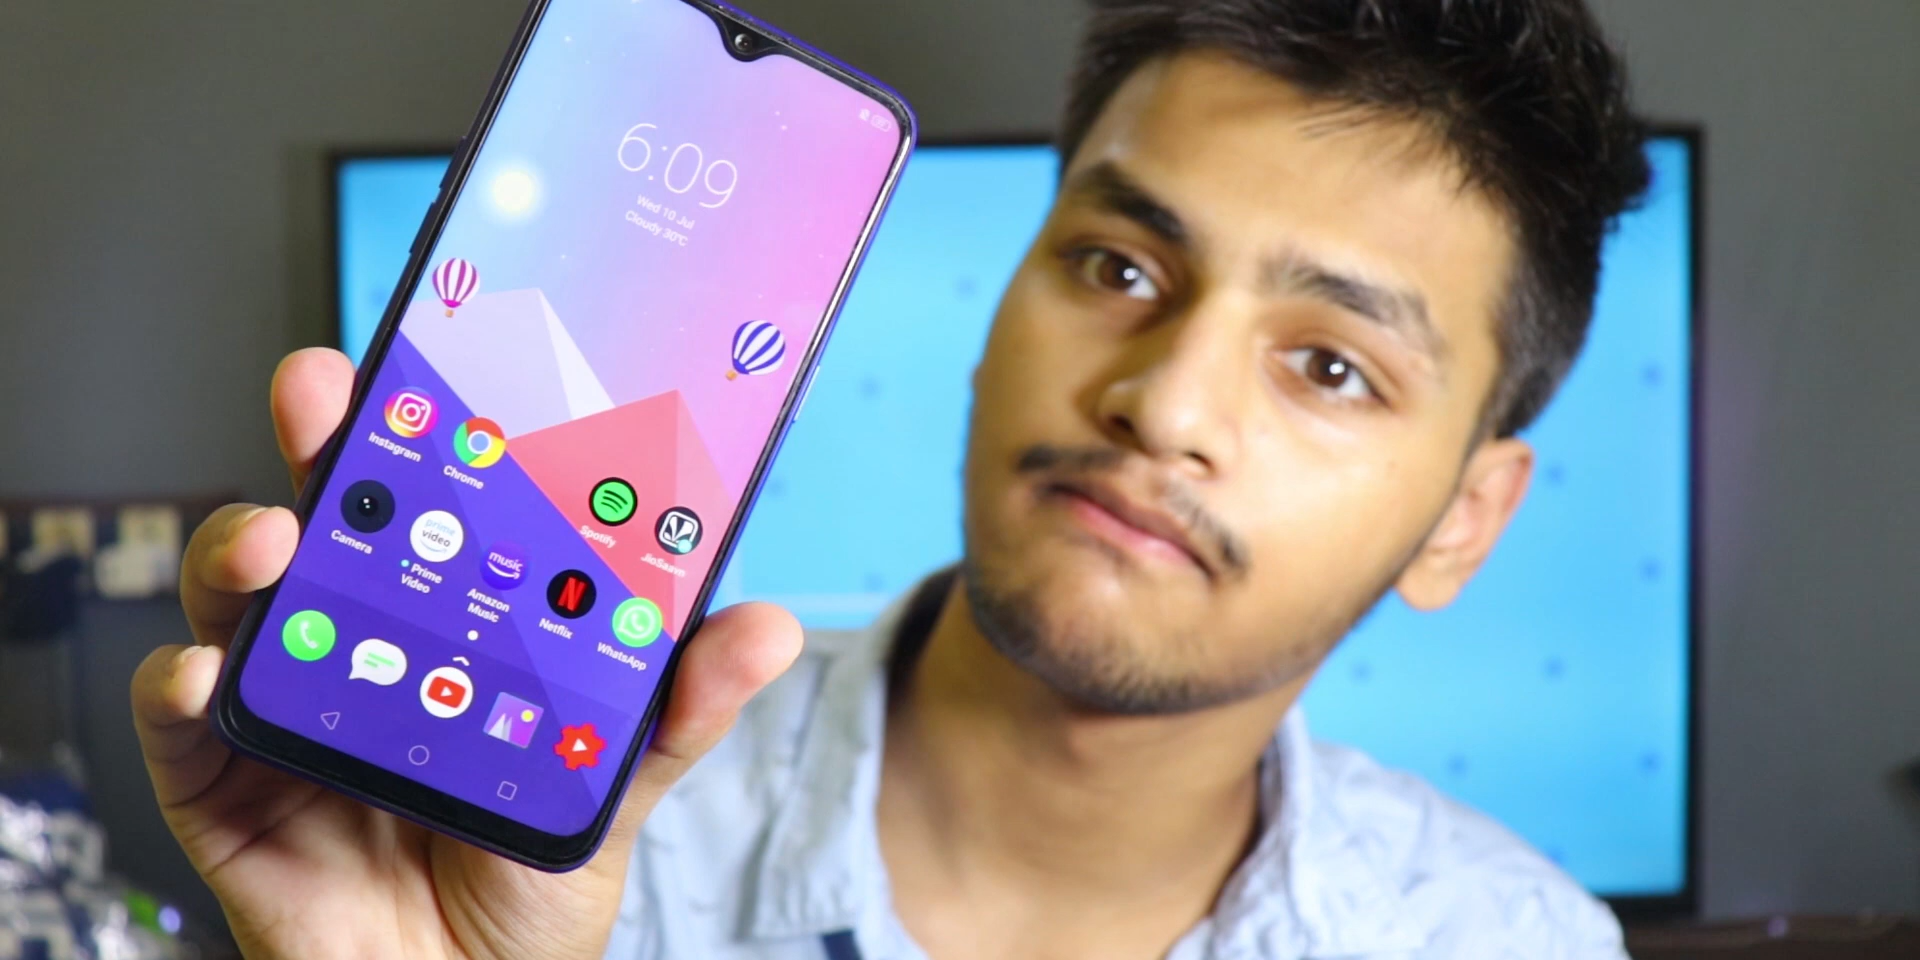 6:09
Wed 10 Jul
Cloudy 30°C
Instagram
Chrome
Spotify
JioSaavn
Camera
prime
video
Prime
Video
music
Amazon
Music
N
Netflix
WhatsApp